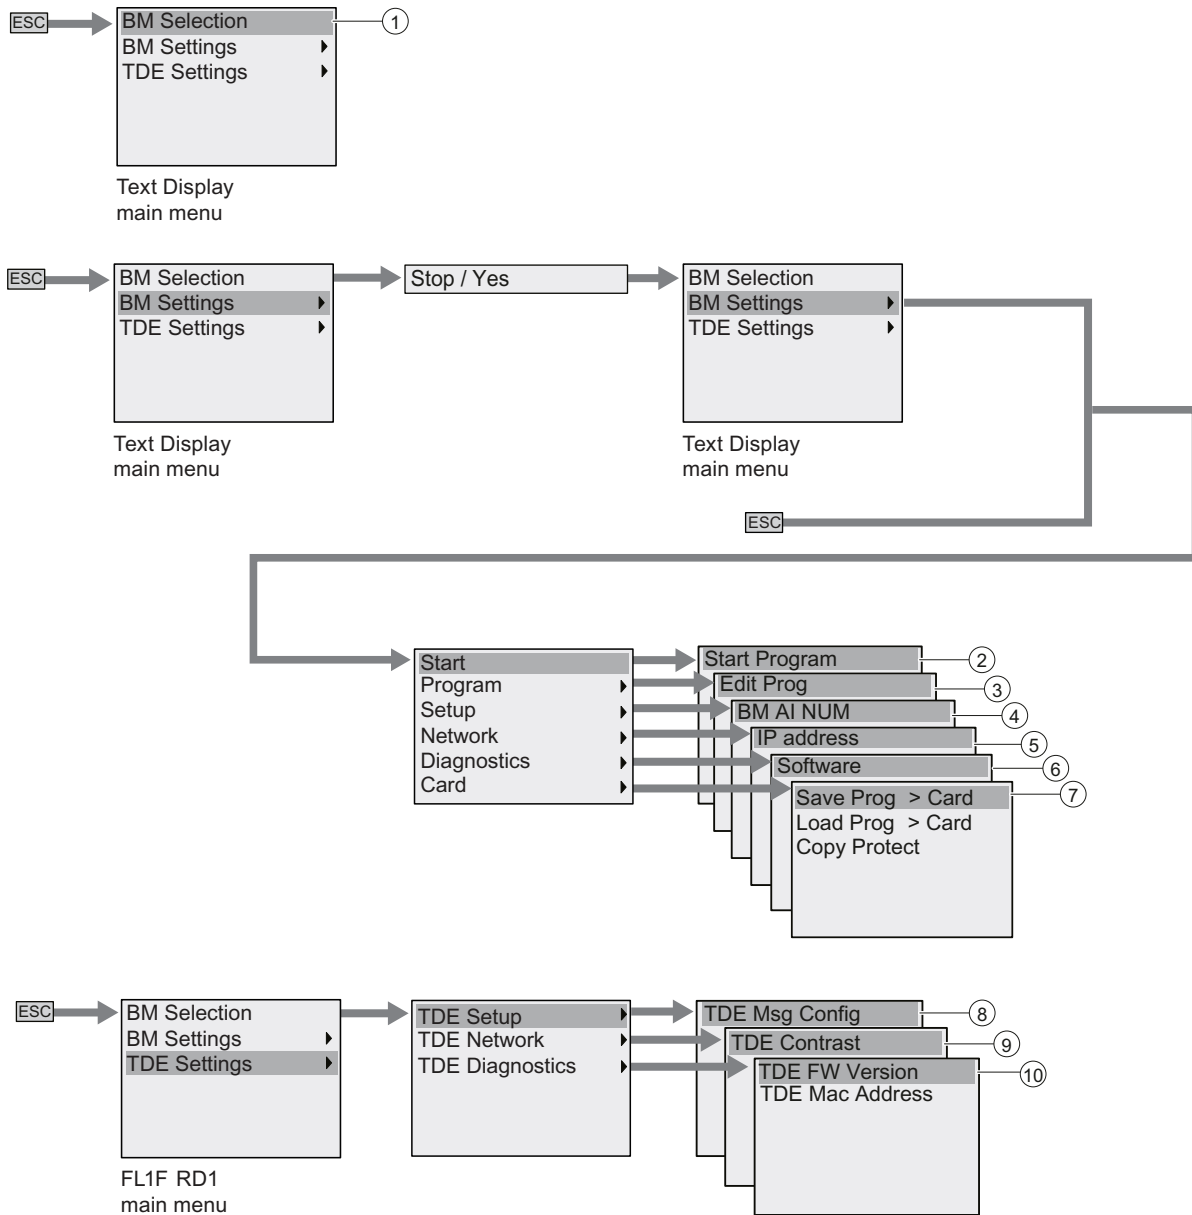 ESC
BM Selection
BM Settings
TDE Settings
1
Text Display
main menu
ESC
BM Selection
BM Settings
TDE Settings
Text Display
main menu
Stop / Yes
BM Selection
BM Settings
TDE Settings
Text Display
main menu
ESC
Start
Program
Setup
Network
Diagnostics
Card
Start Program
2
Edit Prog
3
BM AI NUM
4
IP address
5
Software
6
Save Prog > Card
7
Load Prog > Card
Copy Protect
ESC
BM Selection
BM Settings
TDE Settings
FL1F RD1
main menu
TDE Setup
TDE Network
TDE Diagnostics
TDE Msg Config
8
TDE Contrast
9
TDE FW Version
10
TDE Mac Address